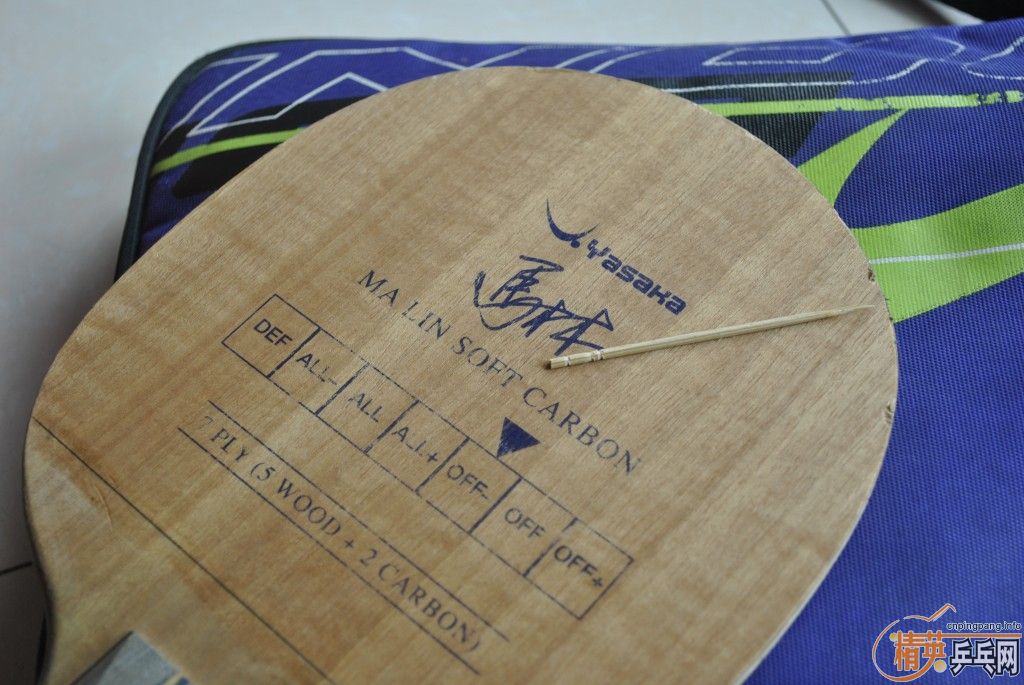 Yasaka
馬林
MA LIN SOFT CARBON
DEF ALL- ALL ALL+ OFF- OFF OFF+
7 PLY (5 WOOD + 2 CARBON)
cnpingpang.info
精英乒乓网